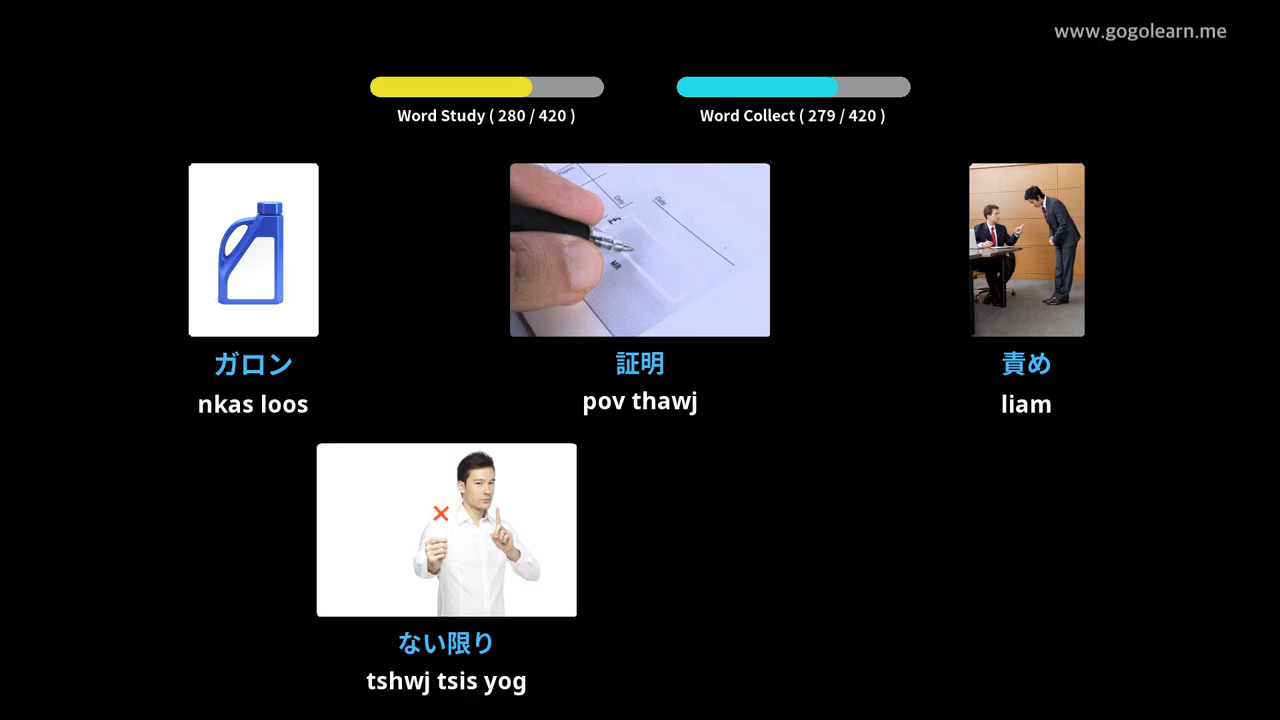 www.gogolearn.me
Word Study ( 280 / 420 )
Word Collect ( 279 / 420 )
ガロン
nkas loos
証明
pov thawj
責め
liam
ない限り
tshwj tsis yog